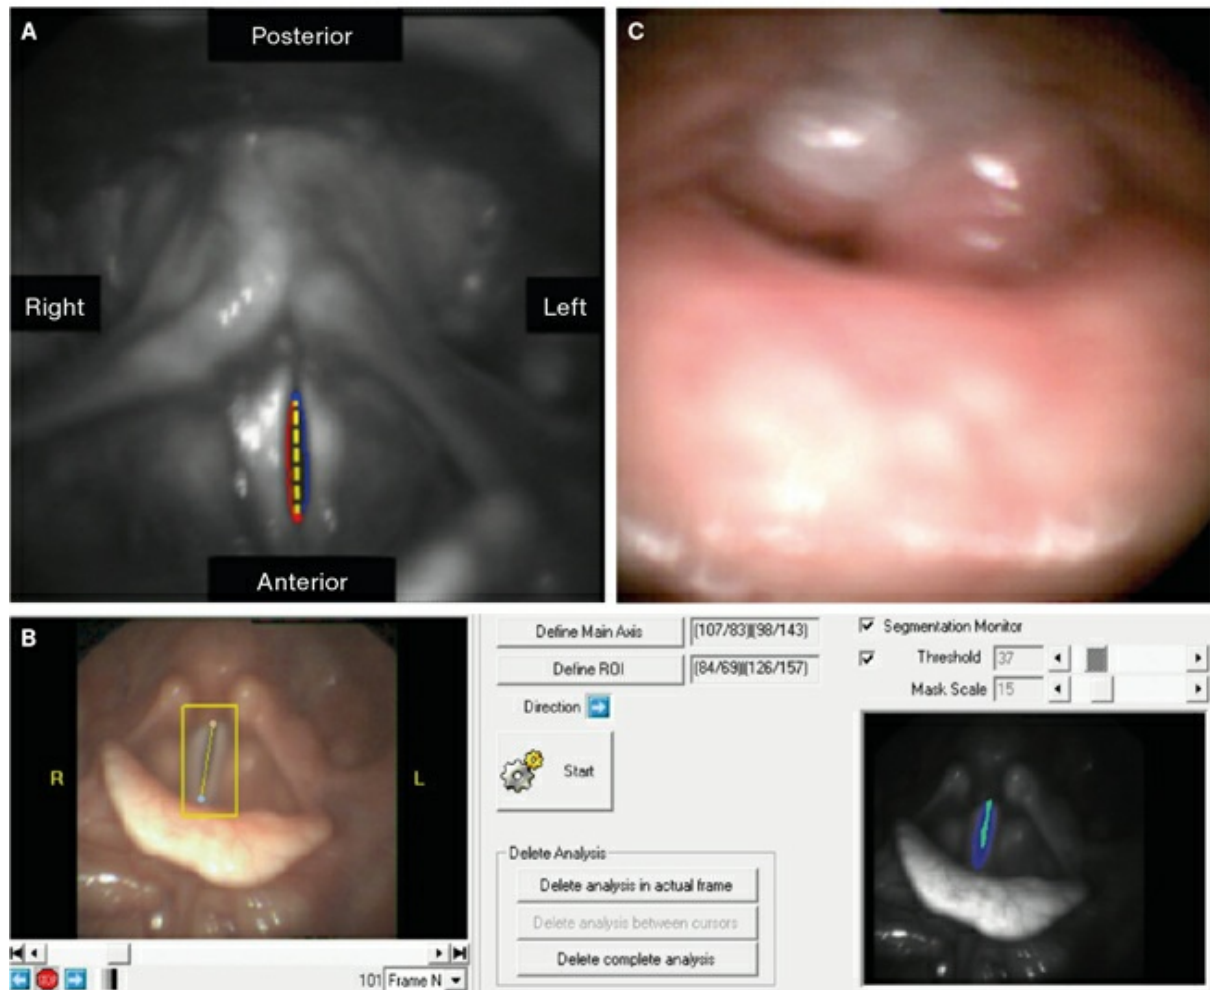 A
Posterior
Right
Left
Anterior
C
B
R
L
101 Frame N
Define Main Axis (107/83)(98/143)
Define ROI (84/69)(126/157)
Direction
Start
Delete Analysis
Delete analysis in actual frame
Delete analysis between cursors
Delete complete analysis
Segmentation Monitor
Threshold 37
Mask Scale 15